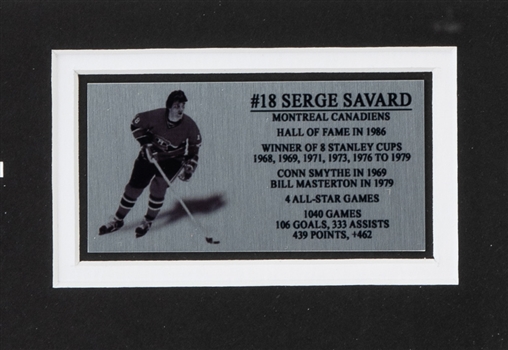 #18 SERGE SAVARD
MONTREAL CANADIENS
HALL OF FAME IN 1986
WINNER OF 8 STANLEY CUPS
1968, 1969, 1971, 1973, 1976 TO 1979
CONN SMYTHE IN 1969
BILL MASTERTON IN 1979
4 ALL-STAR GAMES
1040 GAMES
106 GOALS, 333 ASSISTS
439 POINTS, +462